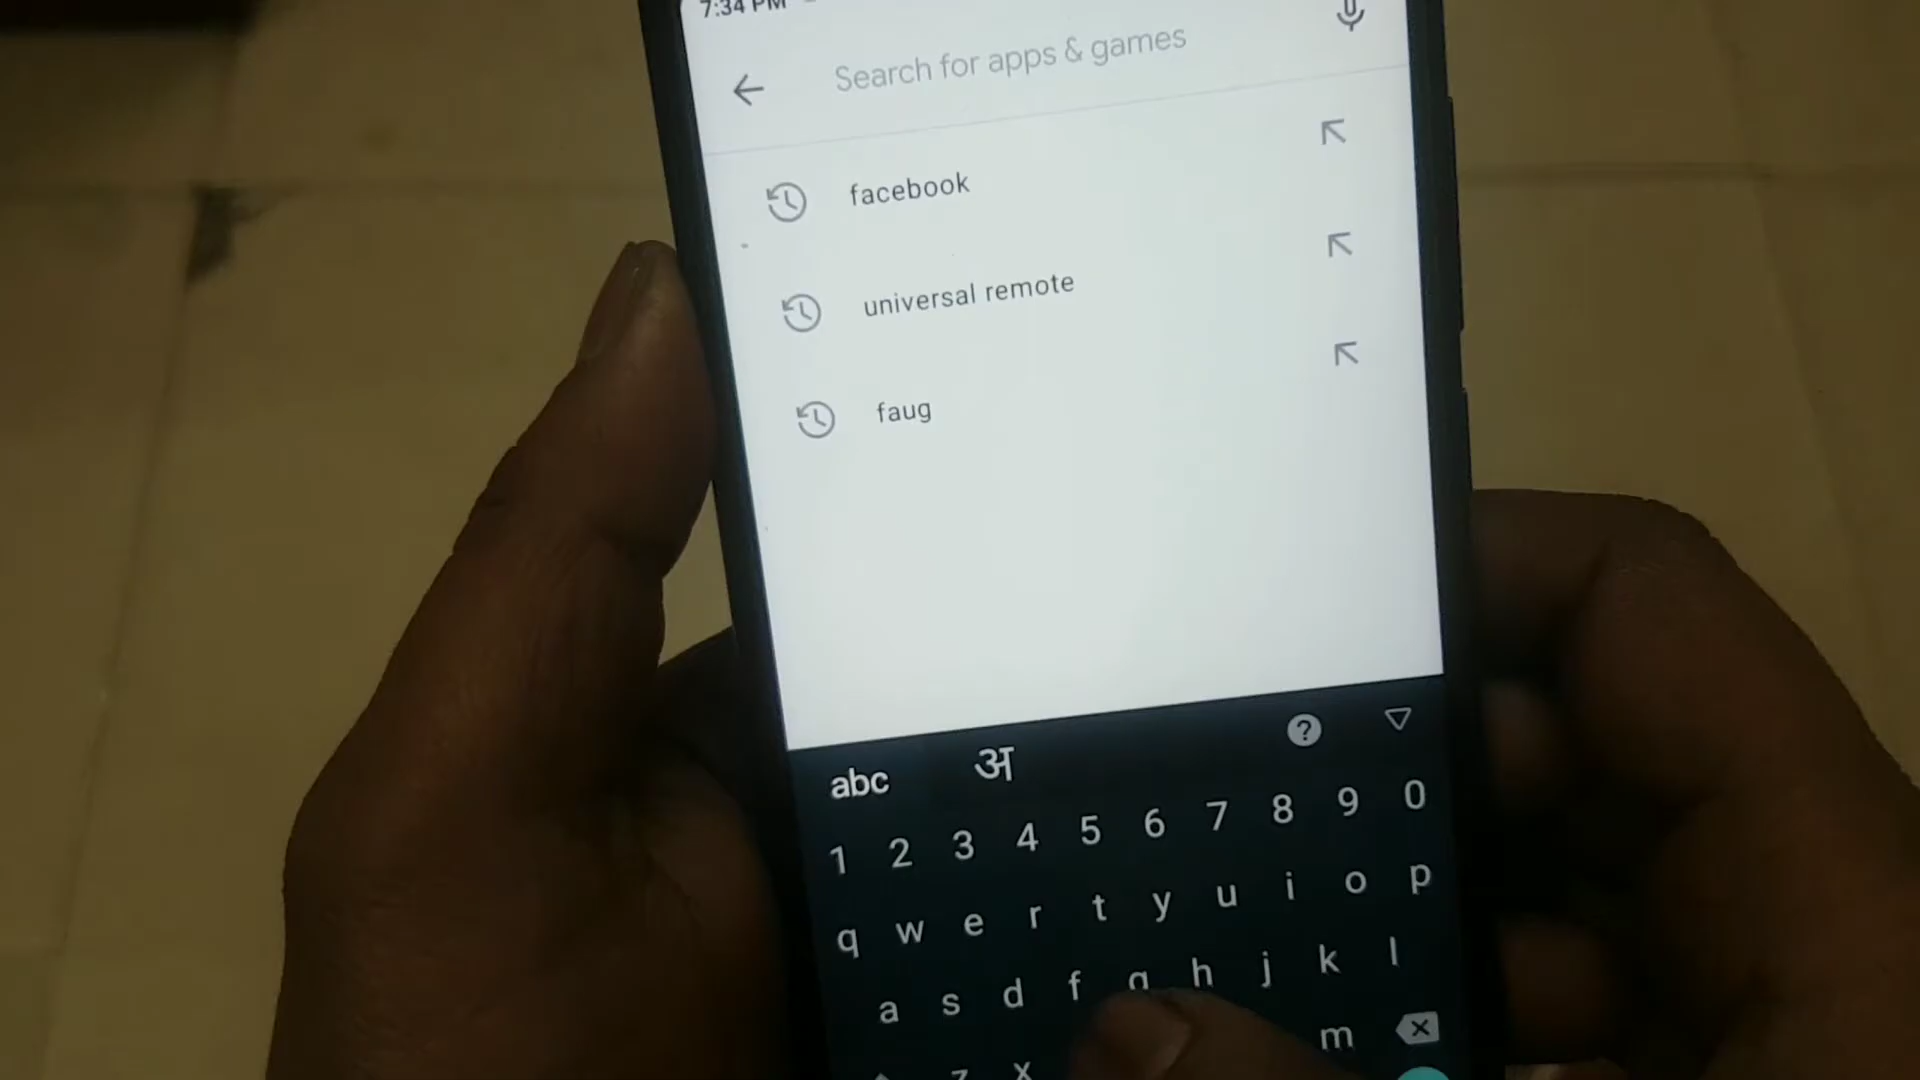 7:34 PM
Search for apps & games
facebook
universal remote
faug
abc अ ?
1 2 3 4 5 6 7 8 9 0
q w e r t y u i o p
a s d f g h j k l
z x m